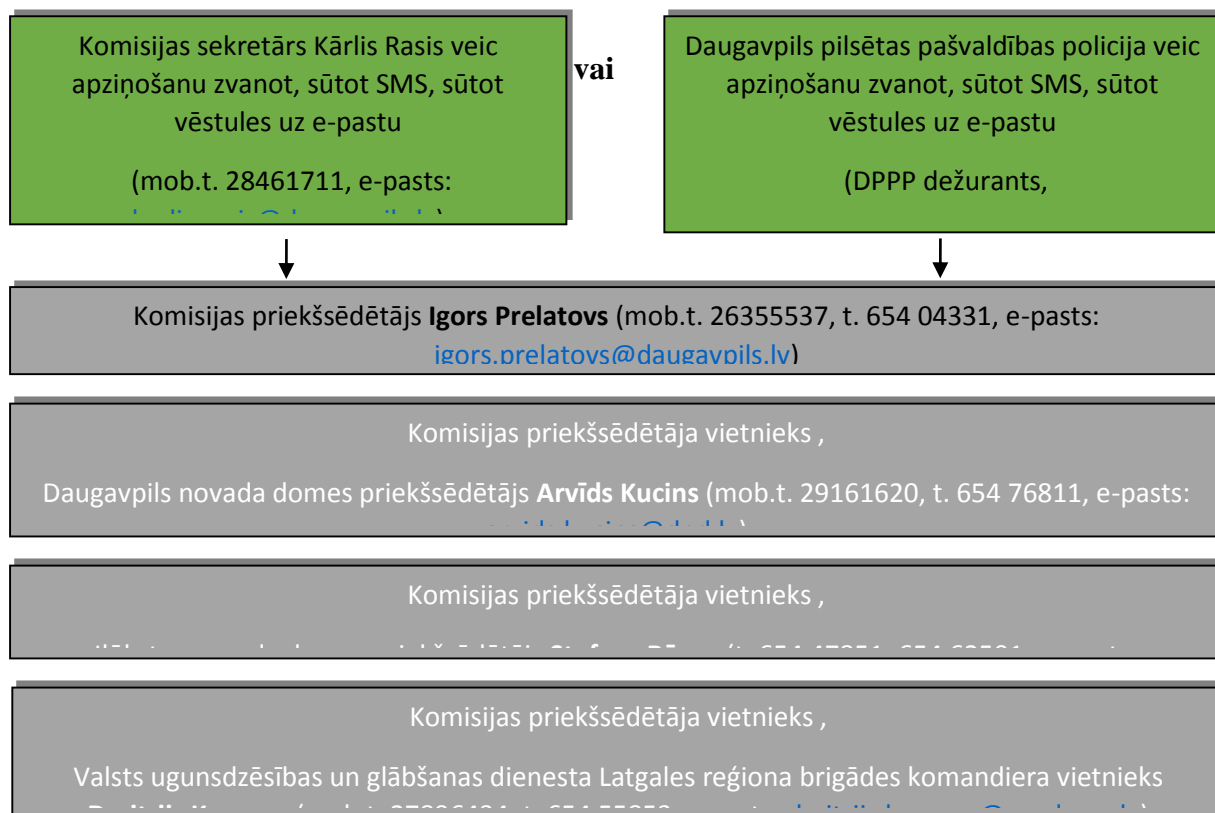 Komisijas sekretārs Kārlis Rasis veic
apziņošanu zvanot, sūtot SMS, sūtot
vēstules uz e-pastu
(mob.t. 28461711, e-pasts:
vai
Daugavpils pilsētas pašvaldības policija veic
apziņošanu zvanot, sūtot SMS, sūtot
vēstules uz e-pastu
(DPPP dežurants,
Komisijas priekšsēdētājs Igors Prelatovs (mob.t. 26355537, t. 654 04331, e-pasts:
igors.prelatovs@daugavpils.lv)
Komisijas priekšsēdētāja vietnieks ,
Daugavpils novada domes priekšsēdētājs Arvīds Kucins (mob.t. 29161620, t. 654 76811, e-pasts:
Komisijas priekšsēdētāja vietnieks ,
Komisijas priekšsēdētāja vietnieks ,
Valsts ugunsdzēsības un glābšanas dienesta Latgales reģiona brigādes komandiera vietnieks